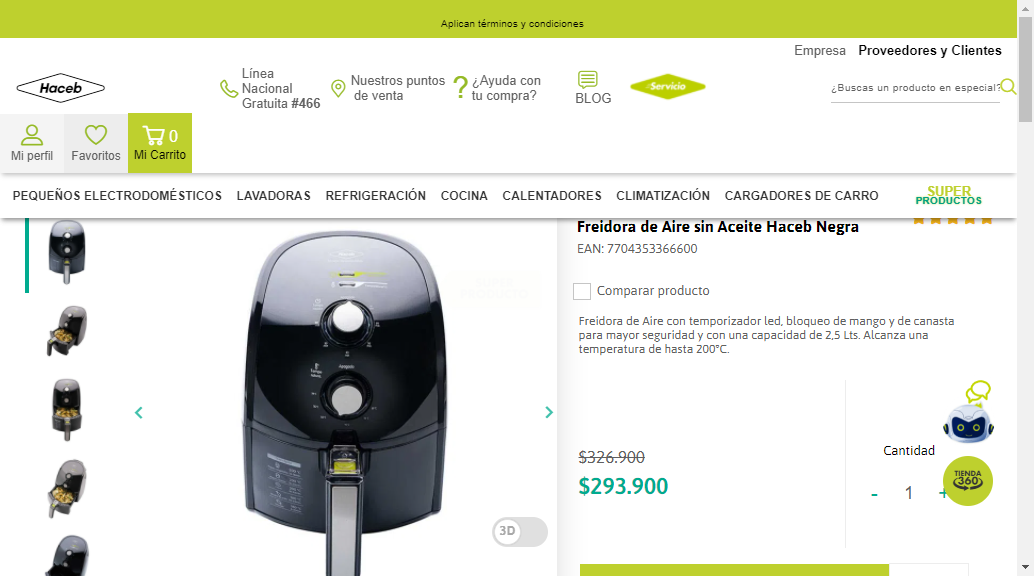 Aplican términos y condiciones
Empresa
Proveedores y Clientes
Haceb
Línea
Nacional
Gratuita #466
Nuestros puntos
de venta
¿Ayuda con
tu compra?
BLOG
Servicio
¿Buscas un producto en especial?
Mi perfil
Favoritos
0
Mi Carrito
PEQUEÑOS ELECTRODOMÉSTICOS
LAVADORAS
REFRIGERACIÓN
COCINA
CALENTADORES
CLIMATIZACIÓN
CARGADORES DE CARRO
SUPER
PRODUCTOS
Freidora de Aire sin Aceite Haceb Negra
EAN: 7704353366600
Comparar producto
Freidora de Aire con temporizador led, bloqueo de mango y de canasta
para mayor seguridad y con una capacidad de 2,5 Lts. Alcanza una
temperatura de hasta 200°C.
$326.900
$293.900
Cantidad
- 1 +
TIENDA
360
3D